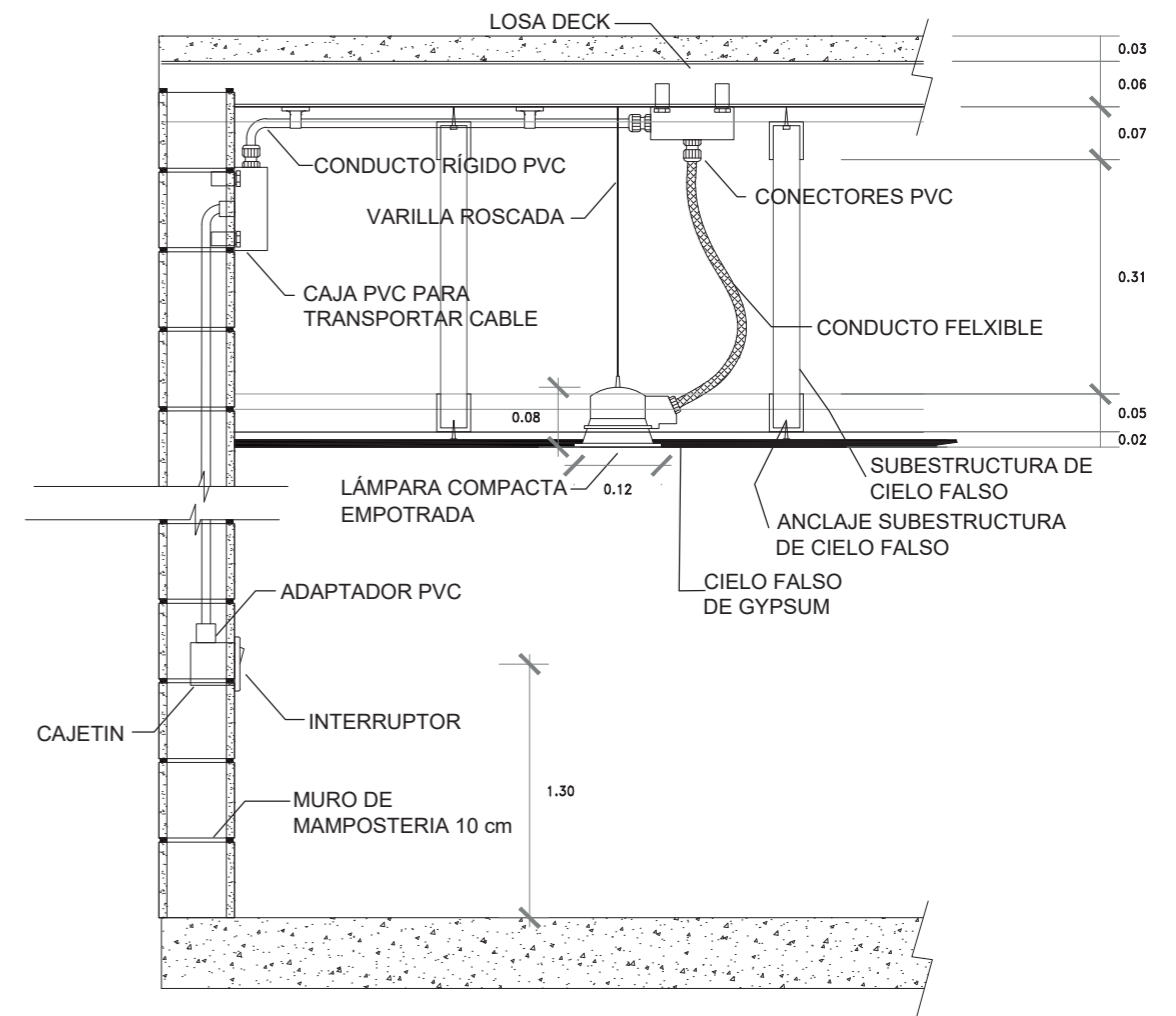 LOSA DECK
0.03
0.06
0.07
CONDUCTO RÍGIDO PVC
CONECTORES PVC
VARILLA ROSCADA
0.31
CAJA PVC PARA
TRANSPORTAR CABLE
CONDUCTO FELXIBLE
0.08
0.05
0.02
LÁMPARA COMPACTA
EMPOTRADA
0.12
SUBESTRUCTURA DE
CIELO FALSO
ANCLAJE SUBESTRUCTURA
DE CIELO FALSO
CIELO FALSO
DE GYPSUM
ADAPTADOR PVC
INTERRUPTOR
CAJETIN
1.30
MURO DE
MAMPOSTERIA 10 cm